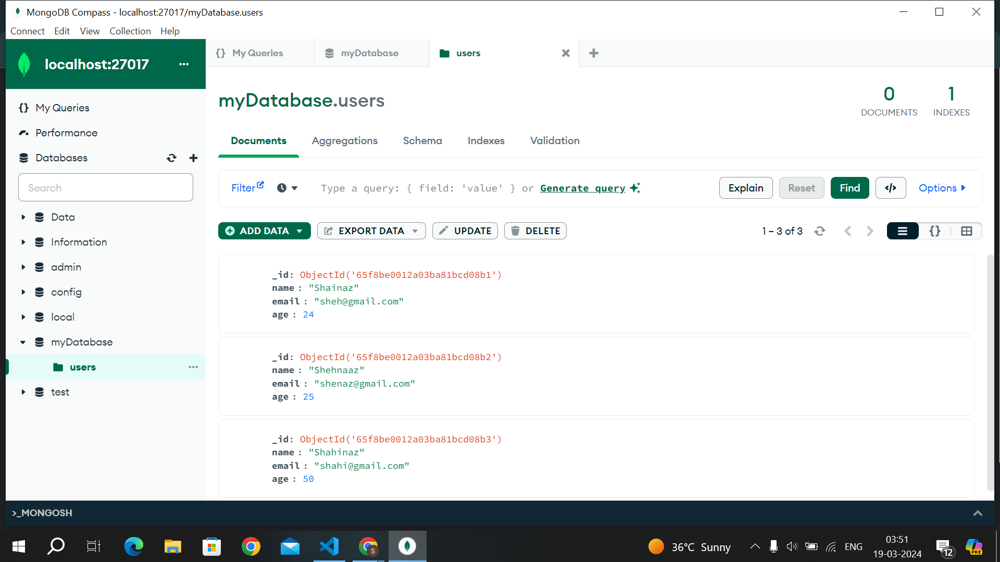 MongoDB Compass - localhost:27017/myDatabase.users
Connect Edit View Collection Help
localhost:27017 ...
{} My Queries
myDatabase
users
myDatabase.users
0 DOCUMENTS
1 INDEXES
My Queries
Performance
Databases
Search
Data
Information
admin
config
local
myDatabase
users
test
Documents Aggregations Schema Indexes Validation
Filter Type a query: { field: 'value' } or Generate query Explain Reset Find </> Options
ADD DATA EXPORT DATA UPDATE DELETE 1 – 3 of 3 {}
_id: ObjectId('65f8be0012a03ba81bcd08b1')
name : "Shainaz"
email : "sheh@gmail.com"
age : 24
_id: ObjectId('65f8be0012a03ba81bcd08b2')
name : "Shehnaaz"
email : "shenaz@gmail.com"
age : 25
_id: ObjectId('65f8be0012a03ba81bcd08b3')
name : "Shahinaz"
email : "shahi@gmail.com"
age : 50
>_MONGOSH
S
36°C Sunny
ENG
03:51
19-03-2024
12
PRE